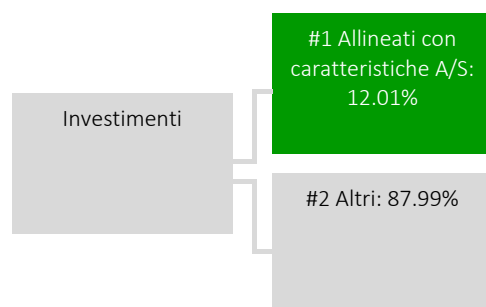 Investimenti
#1 Allineati con
caratteristiche A/S:
12.01%
#2 Altri: 87.99%